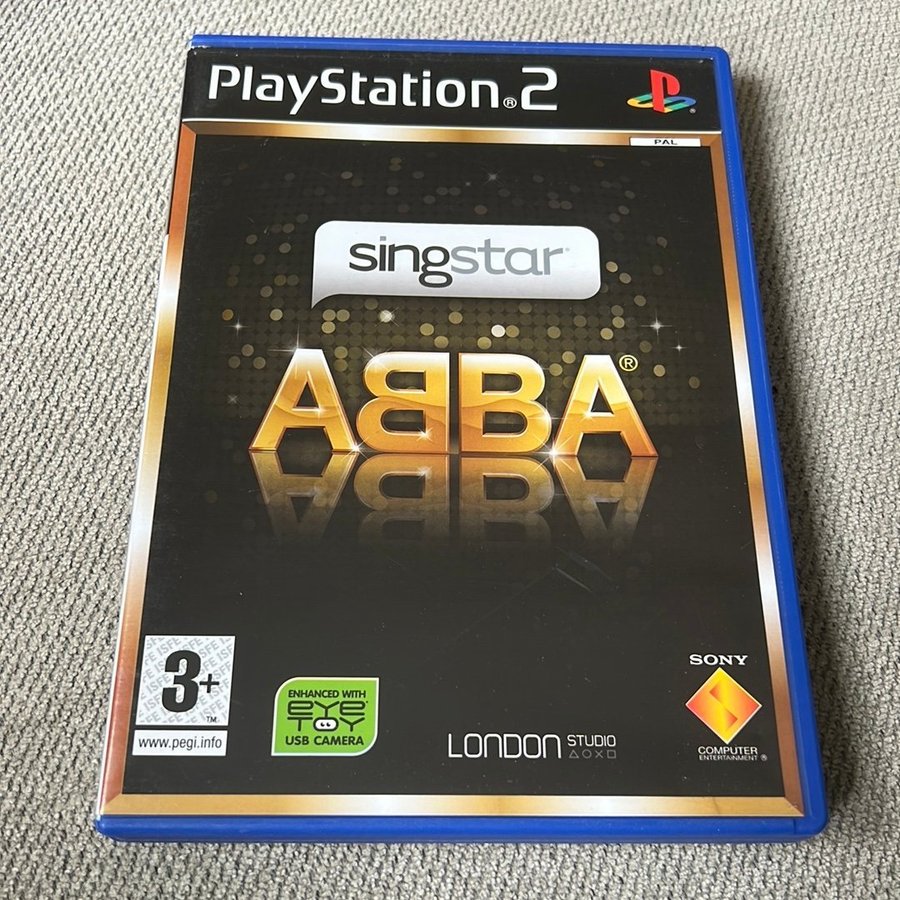 PlayStation®2
PAL
singstar
ABBA®
3+
TM
www.pegi.info
ENHANCED WITH
EYE
TOY
USB CAMERA
LONDON STUDIO
SONY
COMPUTER
ENTERTAINMENT ®